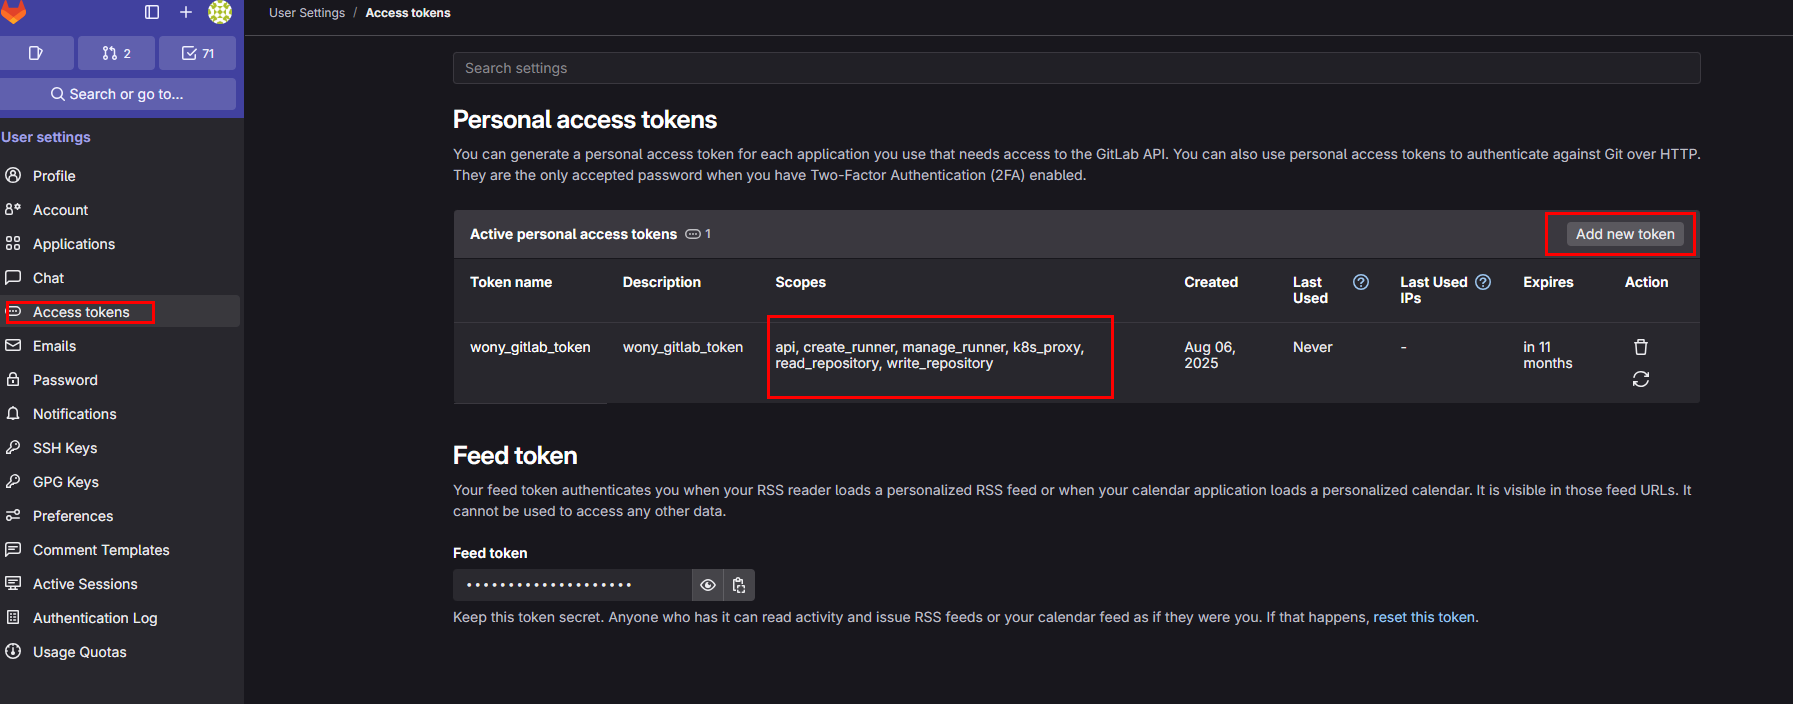 User Settings / Access tokens
2
71
Search or go to...
User settings
Profile
Account
Applications
Chat
Access tokens
Emails
Password
Notifications
SSH Keys
GPG Keys
Preferences
Comment Templates
Active Sessions
Authentication Log
Usage Quotas
Search settings
Personal access tokens
You can generate a personal access token for each application you use that needs access to the GitLab API. You can also use personal access tokens to authenticate against Git over HTTP.
They are the only accepted password when you have Two-Factor Authentication (2FA) enabled.
Active personal access tokens 1
Add new token
Token name Description Scopes Created Last Used Last Used IPs Expires Action
wony_gitlab_token wony_gitlab_token api, create_runner, manage_runner, k8s_proxy, Aug 06, Never - in 11
read_repository, write_repository 2025 months
Feed token
Your feed token authenticates you when your RSS reader loads a personalized RSS feed or when your calendar application loads a personalized calendar. It is visible in those feed URLs. It
cannot be used to access any other data.
Feed token
••••••••••••••••••••
Keep this token secret. Anyone who has it can read activity and issue RSS feeds or your calendar feed as if they were you. If that happens, reset this token.